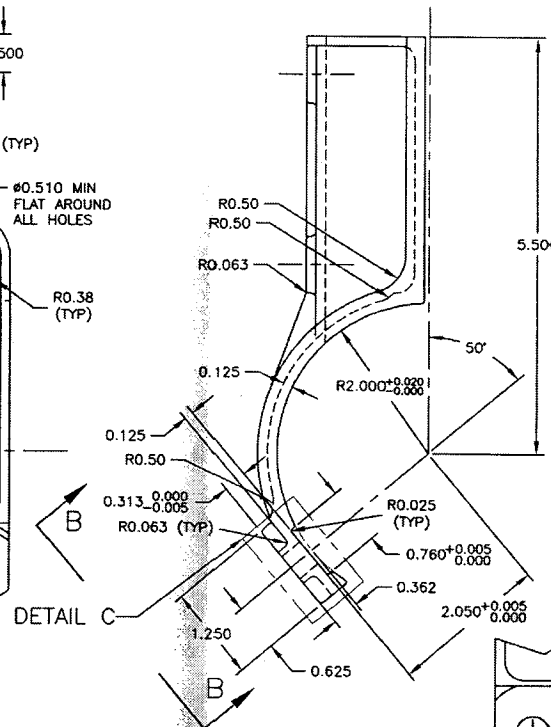 500
(TYP)
ø0.510 MIN
FLAT AROUND
ALL HOLES
R0.38
(TYP)
R0.50
R0.50
R0.063
5.500
50°
0.125
R2.000 +0.020
-0.000
0.125
R0.50
0.313 0.000
-0.005
R0.063 (TYP)
R0.025
(TYP)
0.760 +0.005
0.000
0.362
2.050 +0.005
0.000
B
DETAIL C
1.250
0.625
B